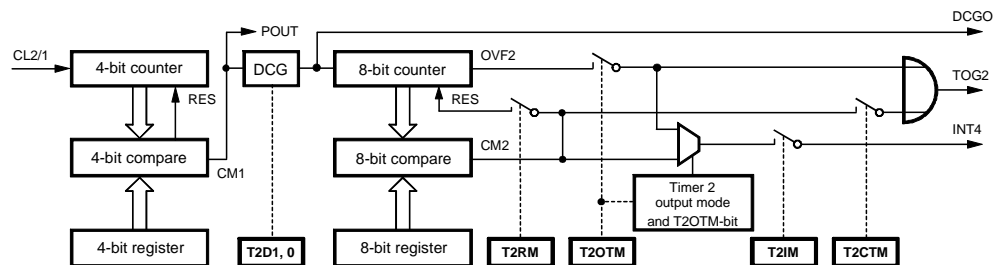 DCGO
POUT
CL2/1
4-bit counter
DCG
8-bit counter
OVF2
TOG2
RES
RES
4-bit compare
CM1
8-bit compare
CM2
INT4
Timer 2
output mode
and T2OTM-bit
4-bit register
T2D1, 0
8-bit register
T2RM
T2OTM
T2IM
T2CTM